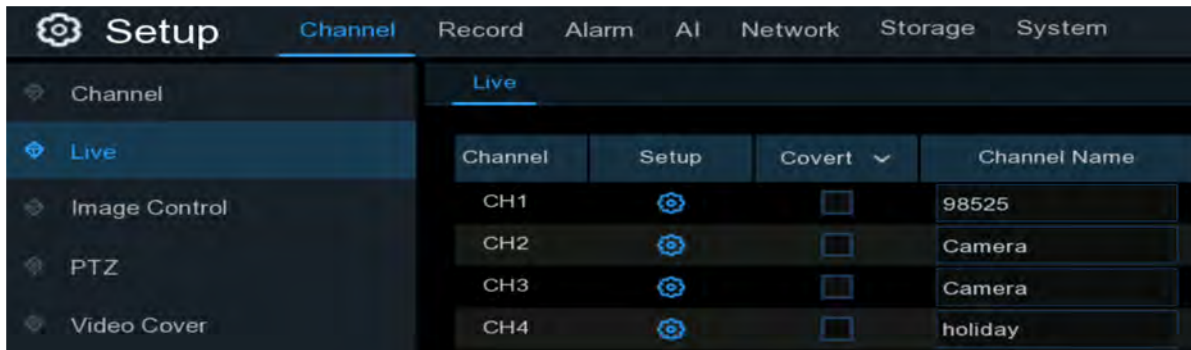 Setup Channel Record Alarm AI Network Storage System
Channel
Live
Image Control
PTZ
Video Cover
Live
Channel Setup Covert Channel Name
CH1 98525
CH2 Camera
CH3 Camera
CH4 holiday